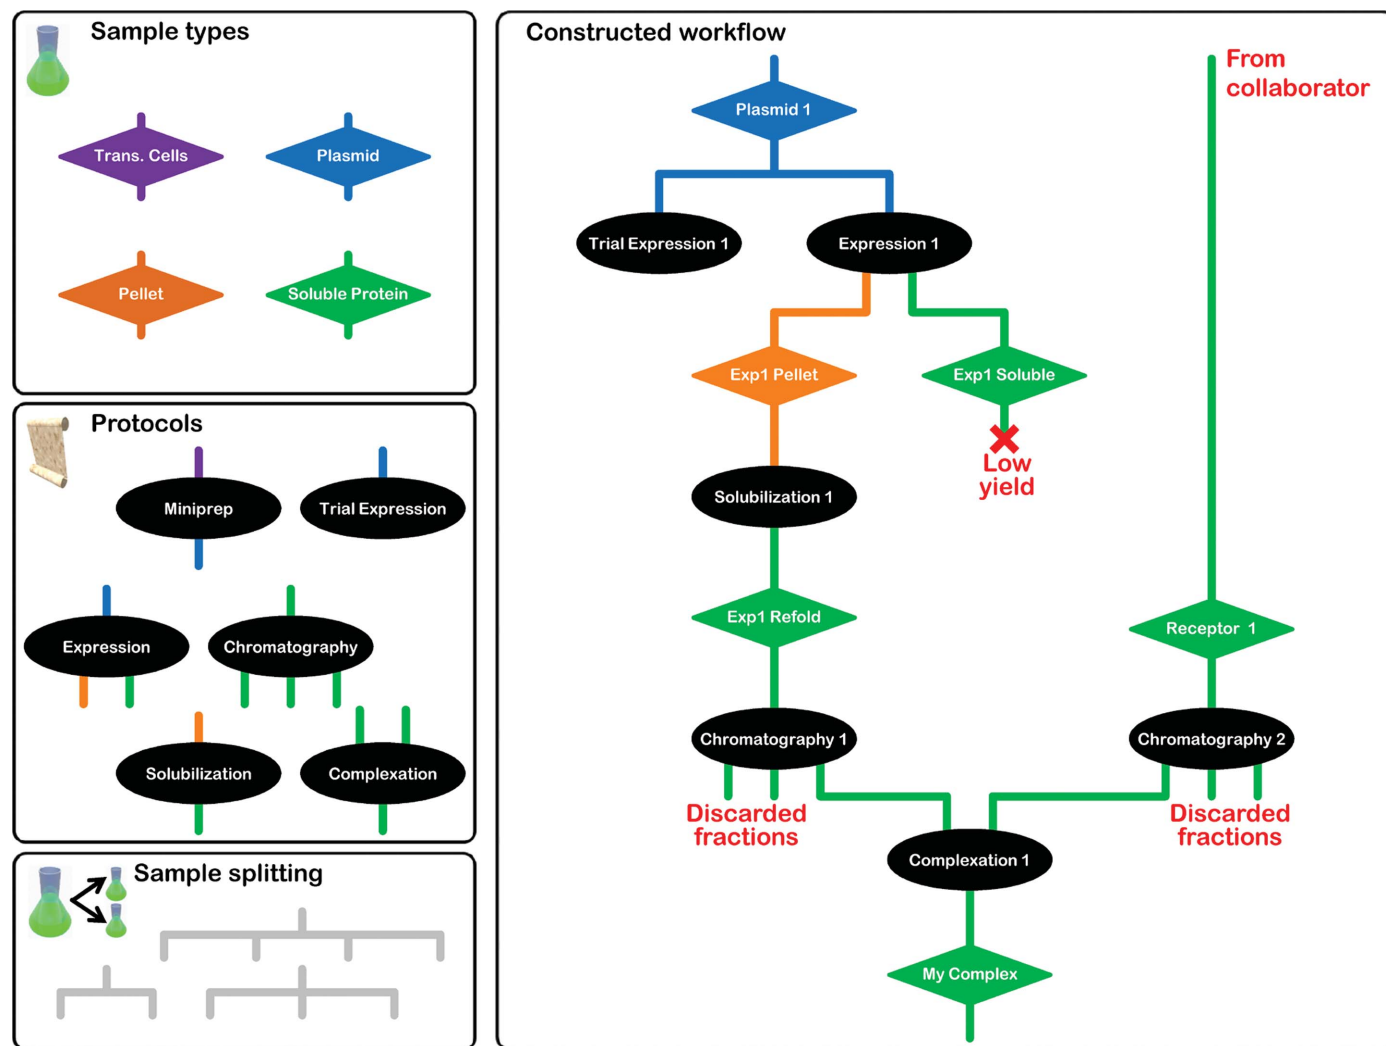 Sample types
Trans. Cells
Plasmid
Pellet
Soluble Protein
Protocols
Miniprep
Trial Expression
Expression
Chromatography
Solubilization
Complexation
Sample splitting
Constructed workflow
From
collaborator
Plasmid 1
Trial Expression 1
Expression 1
Exp1 Pellet
Exp1 Soluble
Low
yield
Solubilization 1
Exp1 Refold
Receptor 1
Chromatography 1
Chromatography 2
Discarded
fractions
Discarded
fractions
Complexation 1
My Complex